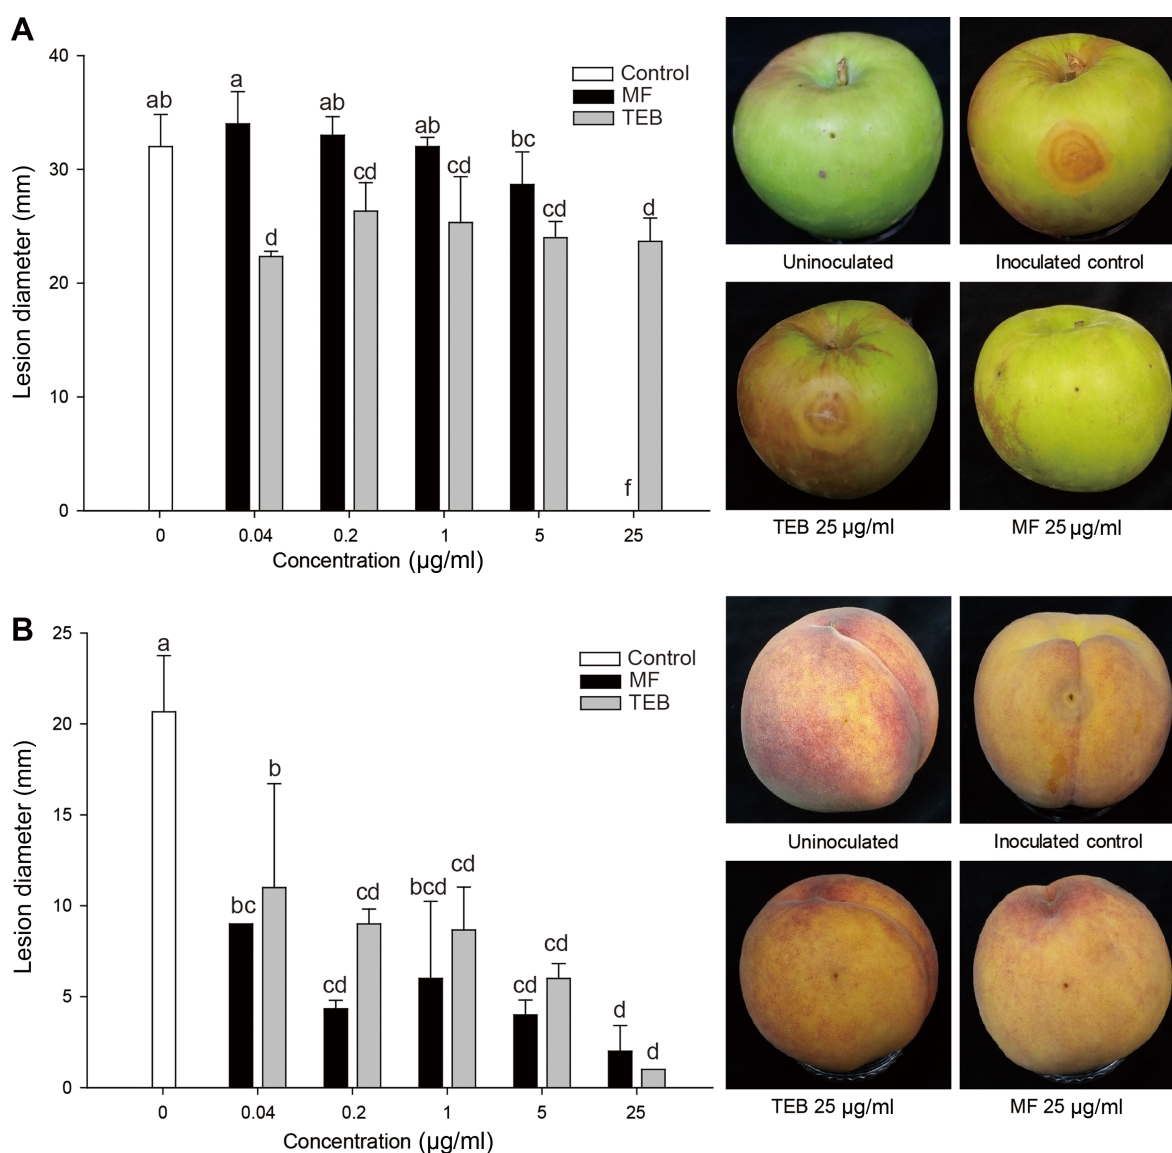 A
40
30
20
10
0
Lesion diameter (mm)
Control
MF
TEB
ab
a
d
ab
cd
ab
cd
bc
cd
f
d
0 0.04 0.2 1 5 25
Concentration (µg/ml)
Uninoculated
Inoculated control
TEB 25 µg/ml
MF 25 µg/ml
B
25
20
15
10
5
0
Lesion diameter (mm)
Control
MF
TEB
a
bc
b
cd
cd
bcd
cd
cd
cd
d
d
0 0.04 0.2 1 5 25
Concentration (µg/ml)
Uninoculated
Inoculated control
TEB 25 µg/ml
MF 25 µg/ml